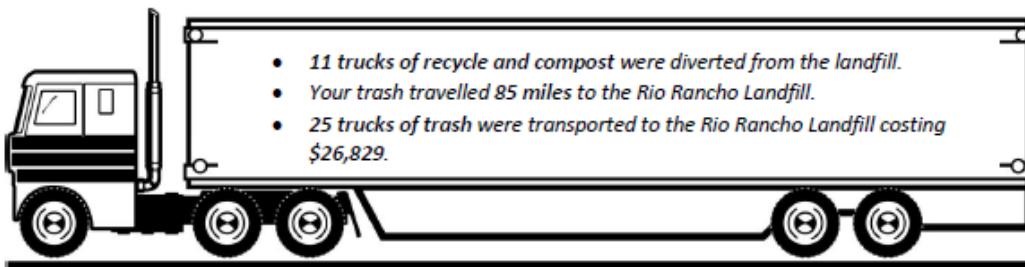 • 11 trucks of recycle and compost were diverted from the landfill.
• Your trash travelled 85 miles to the Rio Rancho Landfill.
• 25 trucks of trash were transported to the Rio Rancho Landfill costing
$26,829.